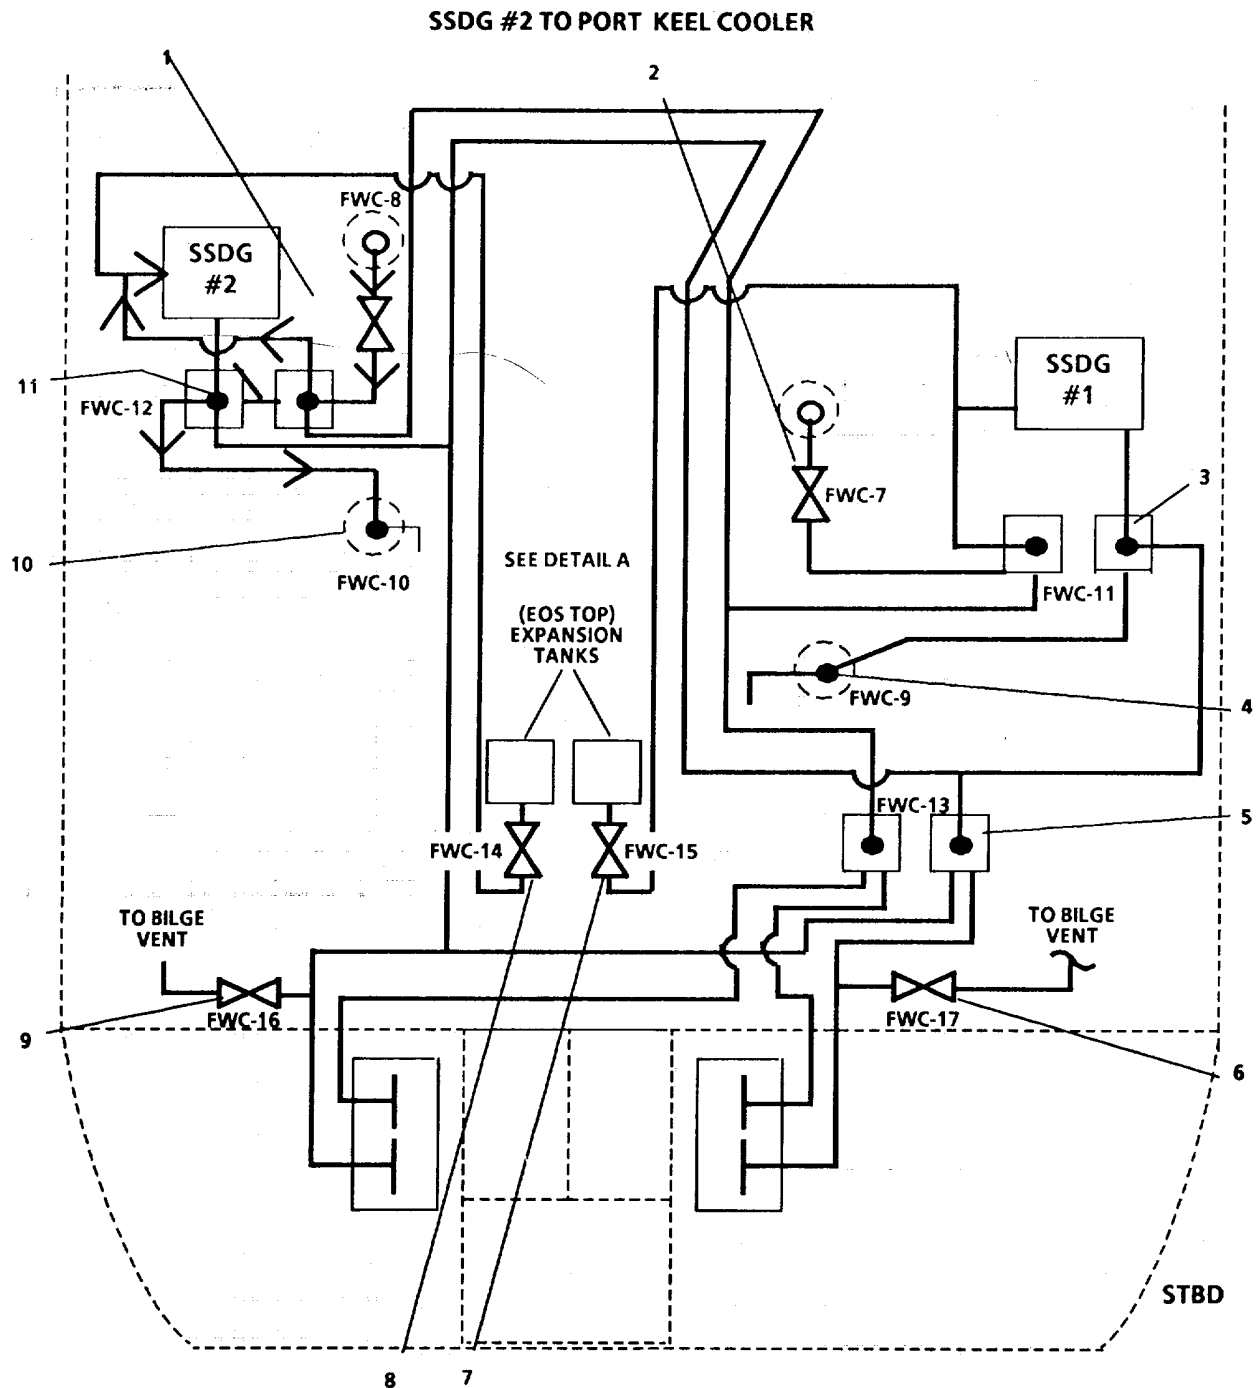 SSDG #2 TO PORT KEEL COOLER
1
2
FWC-8
SSDG
#2
SSDG
#1
11
FWC-12
3
FWC-7
10
SEE DETAIL A
FWC-10
FWC-11
(EOS TOP)
EXPANSION
TANKS
FWC-9
4
FWC-13
5
FWC-14
FWC-15
TO BILGE
VENT
TO BILGE
VENT
FWC-16
FWC-17
9
6
STBD
8
7